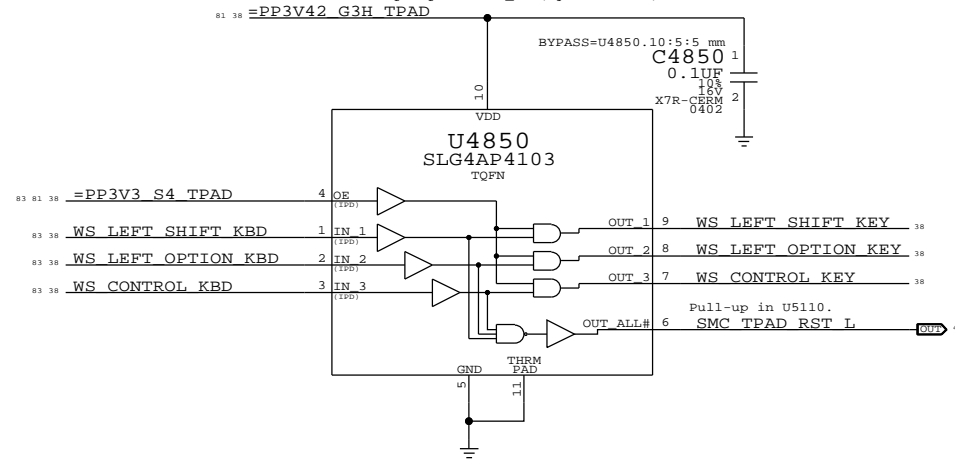 81 38 =PP3V42_G3H_TPAD
BYPASS=U4850.10:5:5 mm
C4850 1
0.1UF
10%
16V
X7R-CERM 2
0402
10
VDD
U4850
SLG4AP4103
TQFN
83 81 38 =PP3V3_S4_TPAD 4 OE
(IPD)
OUT_1 9 WS_LEFT_SHIFT_KEY 38
83 38 WS_LEFT_SHIFT_KBD 1 IN_1
(IPD)
OUT_2 8 WS_LEFT_OPTION_KEY 38
83 38 WS_LEFT_OPTION_KBD 2 IN_2
(IPD)
OUT_3 7 WS_CONTROL_KEY 38
83 38 WS_CONTROL_KBD 3 IN_3
(IPD)
Pull-up in U5110.
OUT_ALL# 6 SMC_TPAD_RST_L OUT
GND
THRM
PAD
5
11